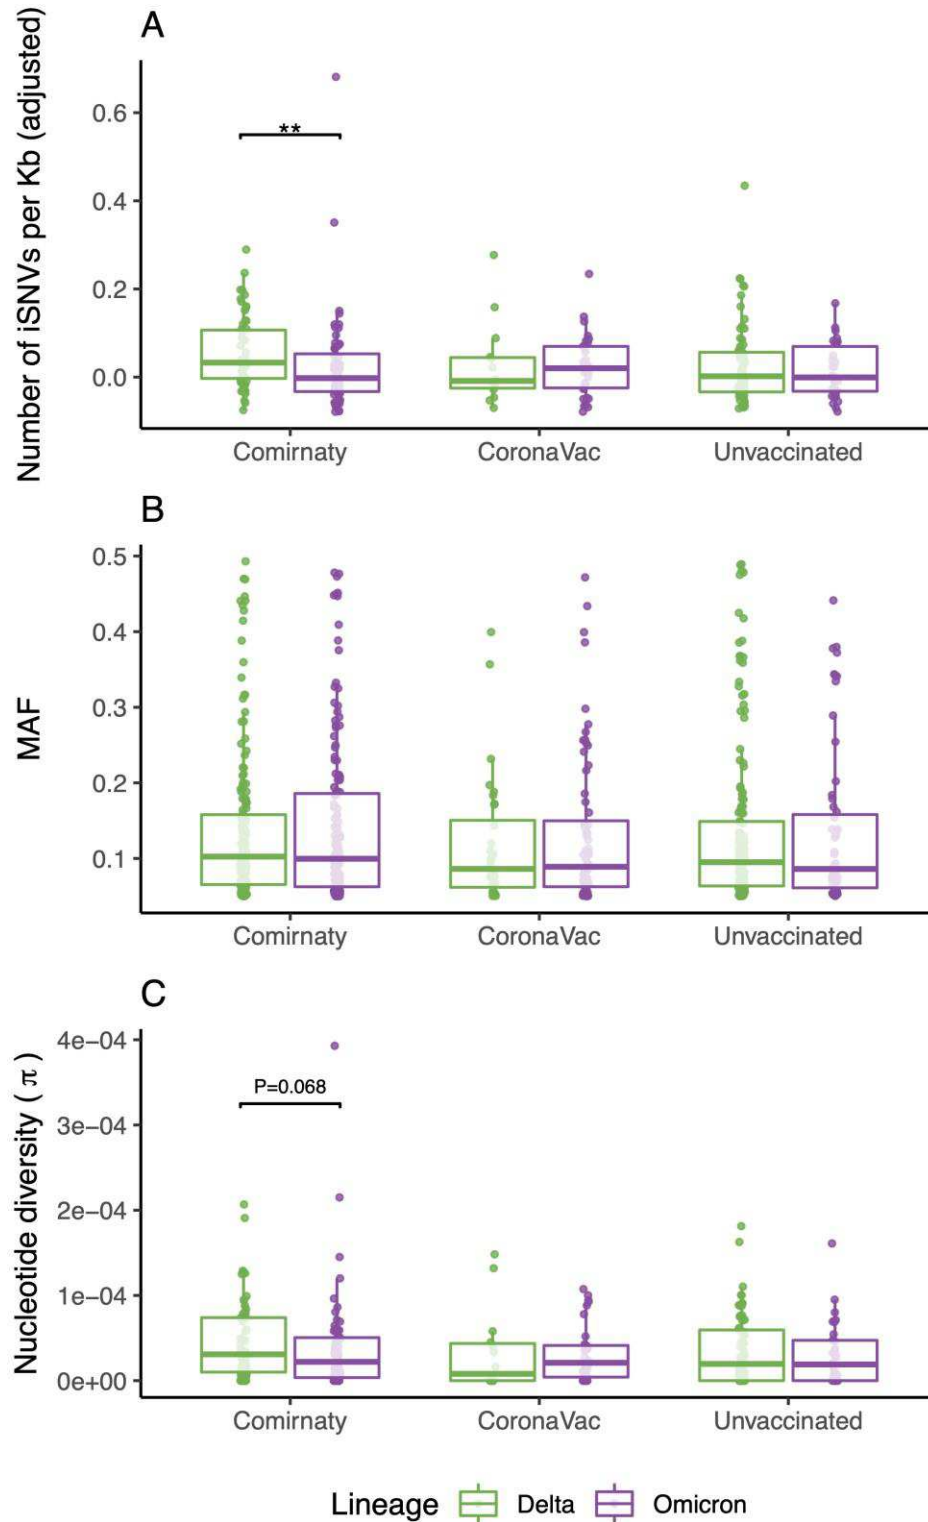 A
Number of iSNVs per Kb (adjusted)
0.6
0.4
0.2
0.0
**
Comirnaty CoronaVac Unvaccinated
B
MAF
0.5
0.4
0.3
0.2
0.1
Comirnaty CoronaVac Unvaccinated
C
Nucleotide diversity ( π )
4e−04
3e−04
2e−04
1e−04
0e+00
P=0.068
Comirnaty CoronaVac Unvaccinated
Lineage Delta Omicron